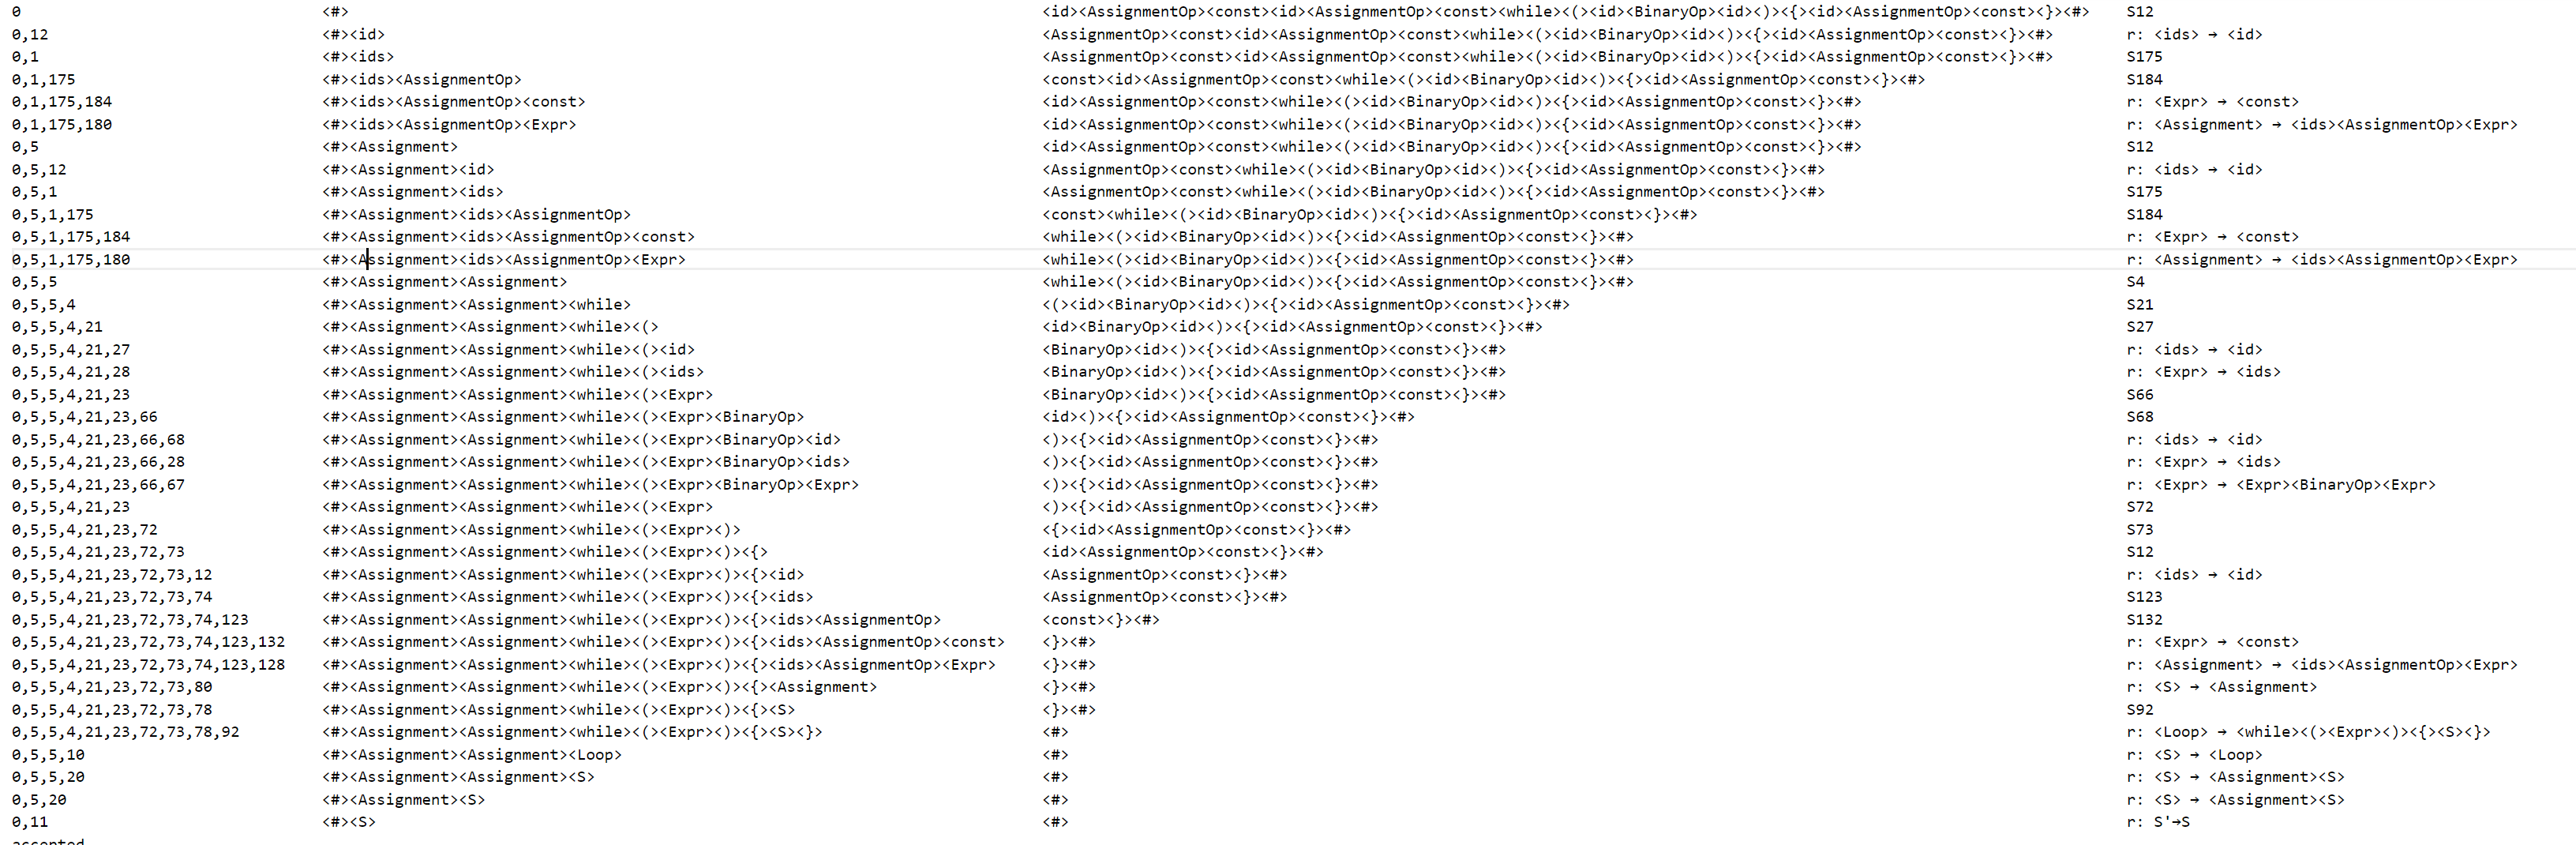 0 <#> <id><AssignmentOp><const><id><AssignmentOp><const><while><(><id><BinaryOp><id><)><{><id><AssignmentOp><const><}><#> S12
0,12 <#><id> <AssignmentOp><const><id><AssignmentOp><const><while><(><id><BinaryOp><id><)><{><id><AssignmentOp><const><}><#> r: <ids> → <id>
0,1 <#><ids> <AssignmentOp><const><id><AssignmentOp><const><while><(><id><BinaryOp><id><)><{><id><AssignmentOp><const><}><#> S175
0,1,175 <#><ids><AssignmentOp> <const><id><AssignmentOp><const><while><(><id><BinaryOp><id><)><{><id><AssignmentOp><const><}><#> S184
0,1,175,184 <#><ids><AssignmentOp><const> <id><AssignmentOp><const><while><(><id><BinaryOp><id><)><{><id><AssignmentOp><const><}><#> r: <Expr> → <const>
0,1,175,180 <#><ids><AssignmentOp><Expr> <id><AssignmentOp><const><while><(><id><BinaryOp><id><)><{><id><AssignmentOp><const><}><#> r: <Assignment> → <ids><AssignmentOp><Expr>
0,5 <#><Assignment> <id><AssignmentOp><const><while><(><id><BinaryOp><id><)><{><id><AssignmentOp><const><}><#> S12
0,5,12 <#><Assignment><id> <AssignmentOp><const><while><(><id><BinaryOp><id><)><{><id><AssignmentOp><const><}><#> r: <ids> → <id>
0,5,1 <#><Assignment><ids> <AssignmentOp><const><while><(><id><BinaryOp><id><)><{><id><AssignmentOp><const><}><#> S175
0,5,1,175 <#><Assignment><ids><AssignmentOp> <const><while><(><id><BinaryOp><id><)><{><id><AssignmentOp><const><}><#> S184
0,5,1,175,184 <#><Assignment><ids><AssignmentOp><const> <while><(><id><BinaryOp><id><)><{><id><AssignmentOp><const><}><#> r: <Expr> → <const>
0,5,1,175,180 <#><Assignment><ids><AssignmentOp><Expr> <while><(><id><BinaryOp><id><)><{><id><AssignmentOp><const><}><#> r: <Assignment> → <ids><AssignmentOp><Expr>
0,5,5 <#><Assignment><Assignment> <while><(><id><BinaryOp><id><)><{><id><AssignmentOp><const><}><#> S4
0,5,5,4 <#><Assignment><Assignment><while> <(><id><BinaryOp><id><)><{><id><AssignmentOp><const><}><#> S21
0,5,5,4,21 <#><Assignment><Assignment><while><(> <id><BinaryOp><id><)><{><id><AssignmentOp><const><}><#> S27
0,5,5,4,21,27 <#><Assignment><Assignment><while><(><id> <BinaryOp><id><)><{><id><AssignmentOp><const><}><#> r: <ids> → <id>
0,5,5,4,21,28 <#><Assignment><Assignment><while><(><ids> <BinaryOp><id><)><{><id><AssignmentOp><const><}><#> r: <Expr> → <ids>
0,5,5,4,21,23 <#><Assignment><Assignment><while><(><Expr> <BinaryOp><id><)><{><id><AssignmentOp><const><}><#> S66
0,5,5,4,21,23,66 <#><Assignment><Assignment><while><(><Expr><BinaryOp> <id><)><{><id><AssignmentOp><const><}><#> S68
0,5,5,4,21,23,66,68 <#><Assignment><Assignment><while><(><Expr><BinaryOp><id> <)><{><id><AssignmentOp><const><}><#> r: <ids> → <id>
0,5,5,4,21,23,66,28 <#><Assignment><Assignment><while><(><Expr><BinaryOp><ids> <)><{><id><AssignmentOp><const><}><#> r: <Expr> → <ids>
0,5,5,4,21,23,66,67 <#><Assignment><Assignment><while><(><Expr><BinaryOp><Expr> <)><{><id><AssignmentOp><const><}><#> r: <Expr> → <Expr><BinaryOp><Expr>
0,5,5,4,21,23 <#><Assignment><Assignment><while><(><Expr> <)><{><id><AssignmentOp><const><}><#> S72
0,5,5,4,21,23,72 <#><Assignment><Assignment><while><(><Expr><)> <{><id><AssignmentOp><const><}><#> S73
0,5,5,4,21,23,72,73 <#><Assignment><Assignment><while><(><Expr><)><{> <id><AssignmentOp><const><}><#> S12
0,5,5,4,21,23,72,73,12 <#><Assignment><Assignment><while><(><Expr><)><{><id> <AssignmentOp><const><}><#> r: <ids> → <id>
0,5,5,4,21,23,72,73,74 <#><Assignment><Assignment><while><(><Expr><)><{><ids> <AssignmentOp><const><}><#> S123
0,5,5,4,21,23,72,73,74,123 <#><Assignment><Assignment><while><(><Expr><)><{><ids><AssignmentOp> <const><}><#> S132
0,5,5,4,21,23,72,73,74,123,132 <#><Assignment><Assignment><while><(><Expr><)><{><ids><AssignmentOp><const> <}><#> r: <Expr> → <const>
0,5,5,4,21,23,72,73,74,123,128 <#><Assignment><Assignment><while><(><Expr><)><{><ids><AssignmentOp><Expr> <}><#> r: <Assignment> → <ids><AssignmentOp><Expr>
0,5,5,4,21,23,72,73,80 <#><Assignment><Assignment><while><(><Expr><)><{><Assignment> <}><#> r: <S> → <Assignment>
0,5,5,4,21,23,72,73,78 <#><Assignment><Assignment><while><(><Expr><)><{><S> <}><#> S92
0,5,5,4,21,23,72,73,78,92 <#><Assignment><Assignment><while><(><Expr><)><{><S><}> <#> r: <Loop> → <while><(><Expr><)><{><S><}>
0,5,5,10 <#><Assignment><Assignment><Loop> <#> r: <S> → <Loop>
0,5,5,20 <#><Assignment><Assignment><S> <#> r: <S> → <Assignment><S>
0,5,20 <#><Assignment><S> <#> r: <S> → <Assignment><S>
0,11 <#><S> <#> r: S'→S
accepted